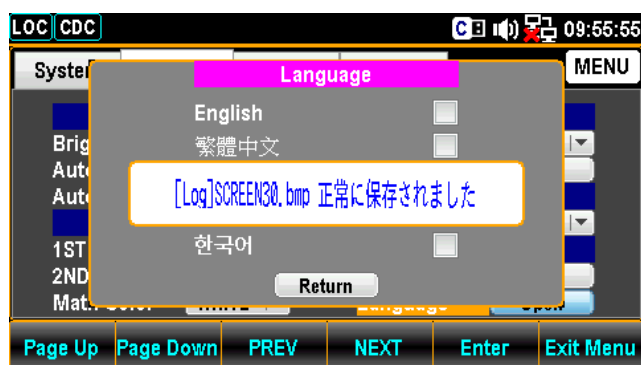 LOC CDC C 09:55:55
System MENU
Language
English
繁體中文
Brig
Auto
[Log]SCREEN30.bmp 正常に保存されました
Auto
한국어
1ST
2ND
Return
Page Up Page Down PREV NEXT Enter Exit Menu